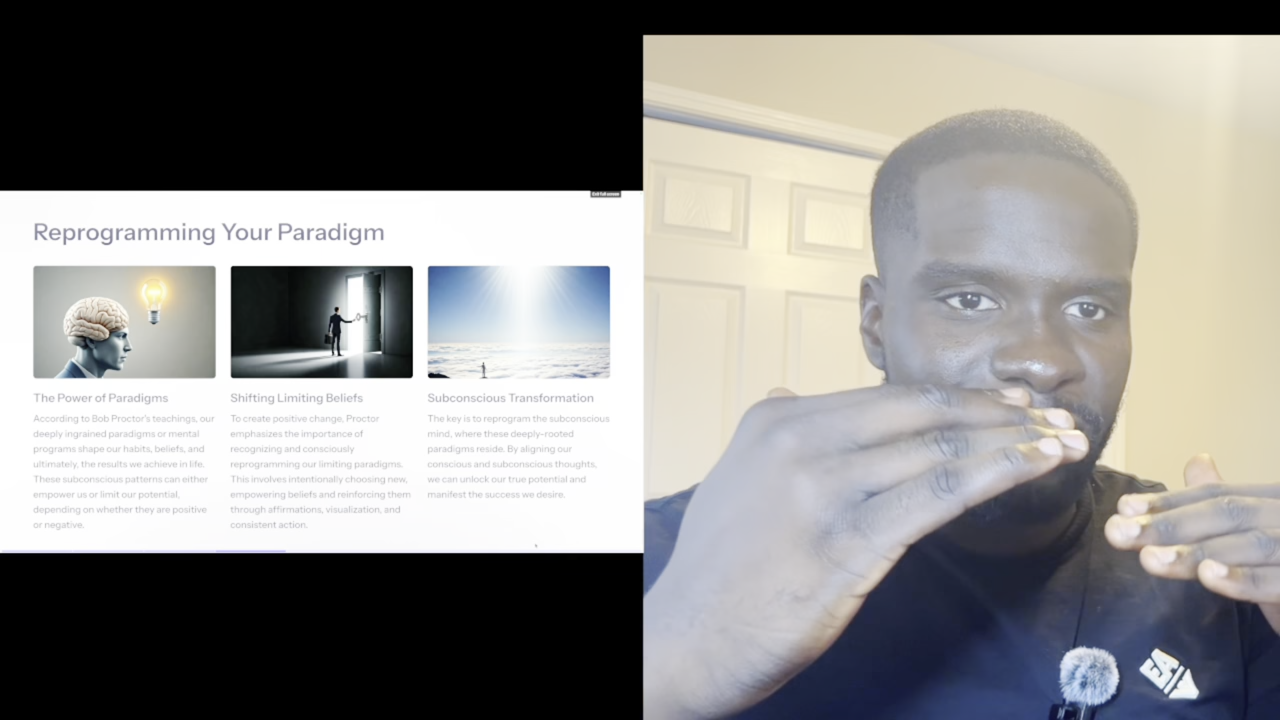 Exit full screen
Reprogramming Your Paradigm
The Power of Paradigms
According to Bob Proctor's teachings, our
deeply ingrained paradigms or mental
programs shape our habits, beliefs, and
ultimately, the results we achieve in life.
These subconscious patterns can either
empower us or limit our potential,
depending on whether they are positive
or negative.
Shifting Limiting Beliefs
To create positive change, Proctor
emphasizes the importance of
recognizing and consciously
reprogramming our limiting paradigms.
This involves intentionally choosing new,
empowering beliefs and reinforcing them
through affirmations, visualization, and
consistent action.
Subconscious Transformation
The key is to reprogram the subconscious
mind, where these deeply-rooted
paradigms reside. By aligning our
conscious and subconscious thoughts,
we can unlock our true potential and
manifest the success we desire.